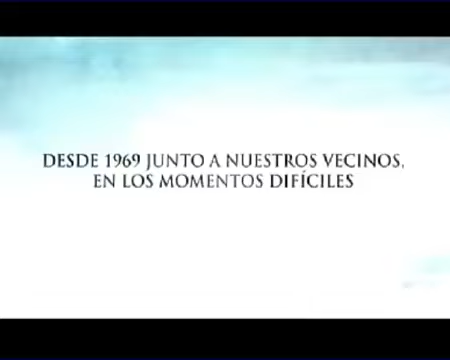 DESDE 1969 JUNTO A NUESTROS VECINOS,
EN LOS MOMENTOS DIFÍCILES